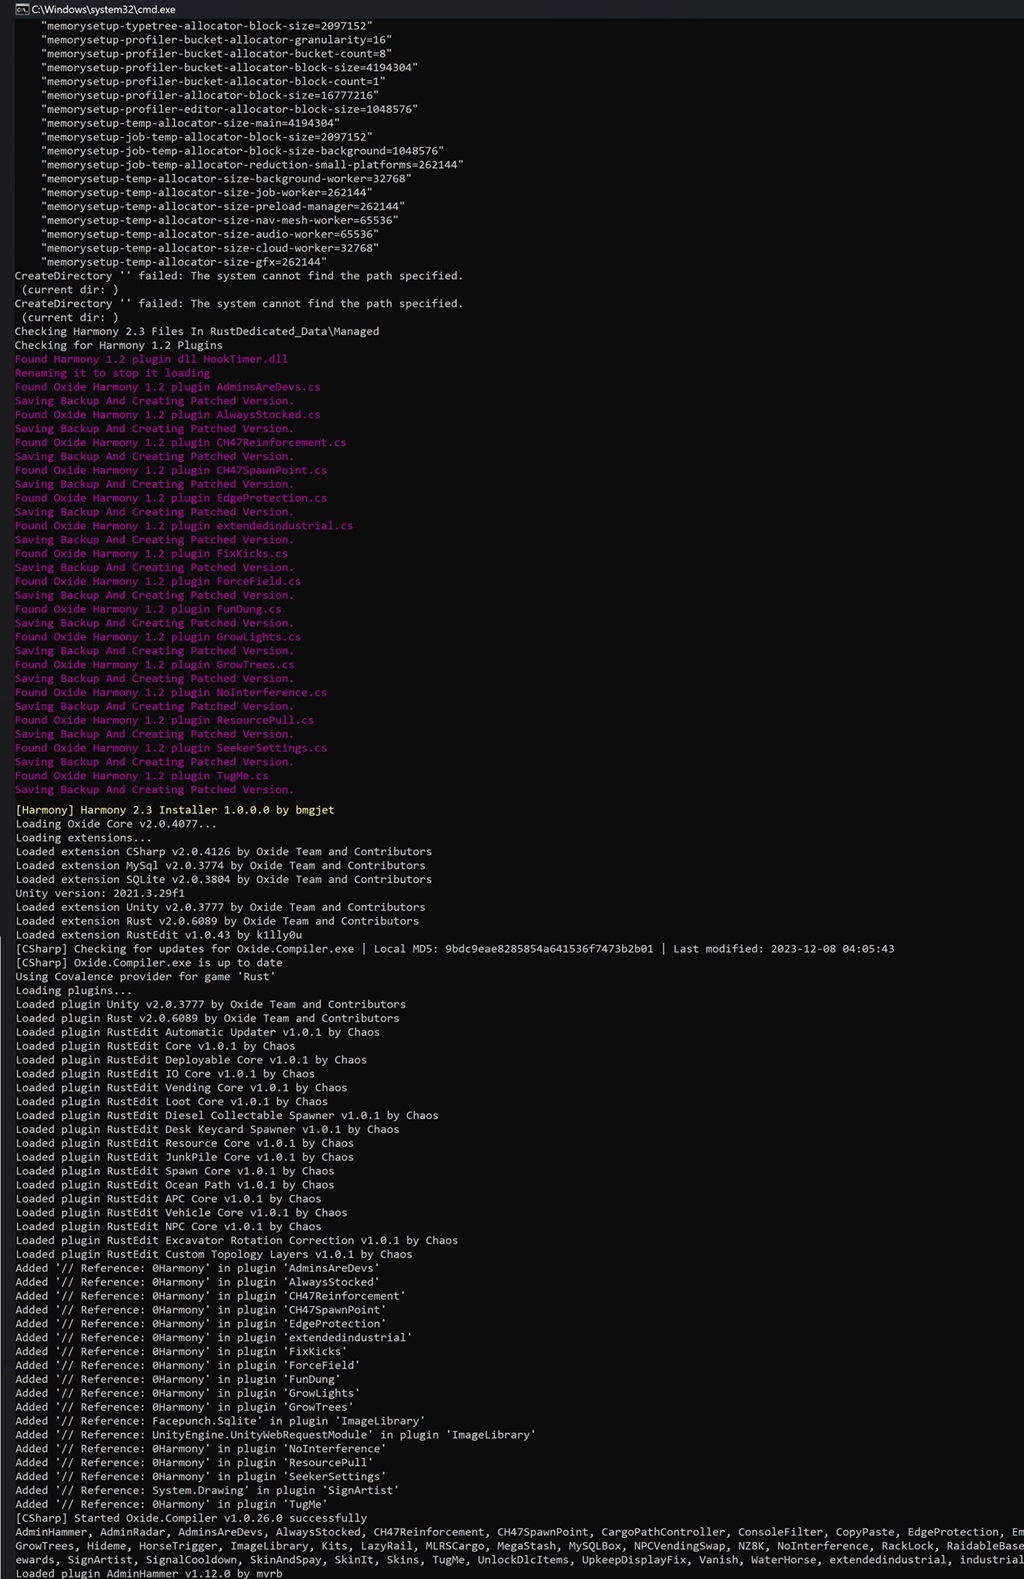 C:\Windows\system32\cmd.exe
"memorysetup-typetree-allocator-block-size=2097152"
"memorysetup-profiler-bucket-allocator-granularity=16"
"memorysetup-profiler-bucket-allocator-bucket-count=8"
"memorysetup-profiler-bucket-allocator-block-size=4194304"
"memorysetup-profiler-bucket-allocator-block-count=1"
"memorysetup-profiler-allocator-block-size=16777216"
"memorysetup-profiler-editor-allocator-block-size=1048576"
"memorysetup-temp-allocator-size-main=4194304"
"memorysetup-job-temp-allocator-block-size=2097152"
"memorysetup-job-temp-allocator-block-size-background=1048576"
"memorysetup-job-temp-allocator-reduction-small-platforms=262144"
"memorysetup-temp-allocator-size-background-worker=32768"
"memorysetup-temp-allocator-size-job-worker=262144"
"memorysetup-temp-allocator-size-preload-manager=262144"
"memorysetup-temp-allocator-size-nav-mesh-worker=65536"
"memorysetup-temp-allocator-size-audio-worker=65536"
"memorysetup-temp-allocator-size-cloud-worker=32768"
"memorysetup-temp-allocator-size-gfx=262144"
CreateDirectory '' failed: The system cannot find the path specified.
(current dir: )
CreateDirectory '' failed: The system cannot find the path specified.
(current dir: )
Checking Harmony 2.3 Files In RustDedicated_Data\Managed
Checking for Harmony 1.2 Plugins
Found Harmony 1.2 plugin dll HookTimer.dll
Renaming it to stop it loading
Found Oxide Harmony 1.2 plugin AdminsAreDevs.cs
Saving Backup And Creating Patched Version.
Found Oxide Harmony 1.2 plugin AlwaysStocked.cs
Saving Backup And Creating Patched Version.
Found Oxide Harmony 1.2 plugin CH47Reinforcement.cs
Saving Backup And Creating Patched Version.
Found Oxide Harmony 1.2 plugin CH47SpawnPoint.cs
Saving Backup And Creating Patched Version.
Found Oxide Harmony 1.2 plugin EdgeProtection.cs
Saving Backup And Creating Patched Version.
Found Oxide Harmony 1.2 plugin extendedindustrial.cs
Saving Backup And Creating Patched Version.
Found Oxide Harmony 1.2 plugin FixKicks.cs
Saving Backup And Creating Patched Version.
Found Oxide Harmony 1.2 plugin ForceField.cs
Saving Backup And Creating Patched Version.
Found Oxide Harmony 1.2 plugin FunDung.cs
Saving Backup And Creating Patched Version.
Found Oxide Harmony 1.2 plugin GrowLights.cs
Saving Backup And Creating Patched Version.
Found Oxide Harmony 1.2 plugin GrowTrees.cs
Saving Backup And Creating Patched Version.
Found Oxide Harmony 1.2 plugin NoInterference.cs
Saving Backup And Creating Patched Version.
Found Oxide Harmony 1.2 plugin ResourcePull.cs
Saving Backup And Creating Patched Version.
Found Oxide Harmony 1.2 plugin SeekerSettings.cs
Saving Backup And Creating Patched Version.
Found Oxide Harmony 1.2 plugin TugMe.cs
Saving Backup And Creating Patched Version.
[Harmony] Harmony 2.3 Installer 1.0.0.0 by bmgjet
Loading Oxide Core v2.0.4077...
Loading extensions...
Loaded extension CSharp v2.0.4126 by Oxide Team and Contributors
Loaded extension MySql v2.0.3774 by Oxide Team and Contributors
Loaded extension SQLite v2.0.3804 by Oxide Team and Contributors
Unity version: 2021.3.29f1
Loaded extension Unity v2.0.3777 by Oxide Team and Contributors
Loaded extension Rust v2.0.6089 by Oxide Team and Contributors
Loaded extension RustEdit v1.0.43 by k1lly0u
[CSharp] Checking for updates for Oxide.Compiler.exe | Local MD5: 9bdc9eae8285854a641536f7473b2b01 | Last modified: 2023-12-08 04:05:43
[CSharp] Oxide.Compiler.exe is up to date
Using Covalence provider for game 'Rust'
Loading plugins...
Loaded plugin Unity v2.0.3777 by Oxide Team and Contributors
Loaded plugin Rust v2.0.6089 by Oxide Team and Contributors
Loaded plugin RustEdit Automatic Updater v1.0.1 by Chaos
Loaded plugin RustEdit Core v1.0.1 by Chaos
Loaded plugin RustEdit Deployable Core v1.0.1 by Chaos
Loaded plugin RustEdit IO Core v1.0.1 by Chaos
Loaded plugin RustEdit Vending Core v1.0.1 by Chaos
Loaded plugin RustEdit Loot Core v1.0.1 by Chaos
Loaded plugin RustEdit Diesel Collectable Spawner v1.0.1 by Chaos
Loaded plugin RustEdit Desk Keycard Spawner v1.0.1 by Chaos
Loaded plugin RustEdit Resource Core v1.0.1 by Chaos
Loaded plugin RustEdit JunkPile Core v1.0.1 by Chaos
Loaded plugin RustEdit Spawn Core v1.0.1 by Chaos
Loaded plugin RustEdit Ocean Path v1.0.1 by Chaos
Loaded plugin RustEdit APC Core v1.0.1 by Chaos
Loaded plugin RustEdit Vehicle Core v1.0.1 by Chaos
Loaded plugin RustEdit NPC Core v1.0.1 by Chaos
Loaded plugin RustEdit Excavator Rotation Correction v1.0.1 by Chaos
Loaded plugin RustEdit Custom Topology Layers v1.0.1 by Chaos
Added '// Reference: 0Harmony' in plugin 'AdminsAreDevs'
Added '// Reference: 0Harmony' in plugin 'AlwaysStocked'
Added '// Reference: 0Harmony' in plugin 'CH47Reinforcement'
Added '// Reference: 0Harmony' in plugin 'CH47SpawnPoint'
Added '// Reference: 0Harmony' in plugin 'EdgeProtection'
Added '// Reference: 0Harmony' in plugin 'extendedindustrial'
Added '// Reference: 0Harmony' in plugin 'FixKicks'
Added '// Reference: 0Harmony' in plugin 'ForceField'
Added '// Reference: 0Harmony' in plugin 'FunDung'
Added '// Reference: 0Harmony' in plugin 'GrowLights'
Added '// Reference: 0Harmony' in plugin 'GrowTrees'
Added '// Reference: Facepunch.Sqlite' in plugin 'ImageLibrary'
Added '// Reference: UnityEngine.UnityWebRequestModule' in plugin 'ImageLibrary'
Added '// Reference: 0Harmony' in plugin 'NoInterference'
Added '// Reference: 0Harmony' in plugin 'ResourcePull'
Added '// Reference: 0Harmony' in plugin 'SeekerSettings'
Added '// Reference: System.Drawing' in plugin 'SignArtist'
Added '// Reference: 0Harmony' in plugin 'TugMe'
[CSharp] Started Oxide.Compiler v1.0.26.0 successfully
AdminHammer, AdminRadar, AdminsAreDevs, AlwaysStocked, CH47Reinforcement, CH47SpawnPoint, CargoPathController, ConsoleFilter, CopyPaste, EdgeProtection, Em
GrowTrees, Hideme, HorseTrigger, ImageLibrary, Kits, LazyRail, MLRSCargo, MegaStash, MySQLBox, NPCVendingSwap, NZ8K, NoInterference, RackLock, RaidableBase
ewards, SignArtist, SignalCooldown, SkinAndSpay, SkinIt, Skins, TugMe, UnlockDlcItems, UpkeepDisplayFix, Vanish, WaterHorse, extendedindustrial, industrial
Loaded plugin AdminHammer v1.12.0 by mvrb